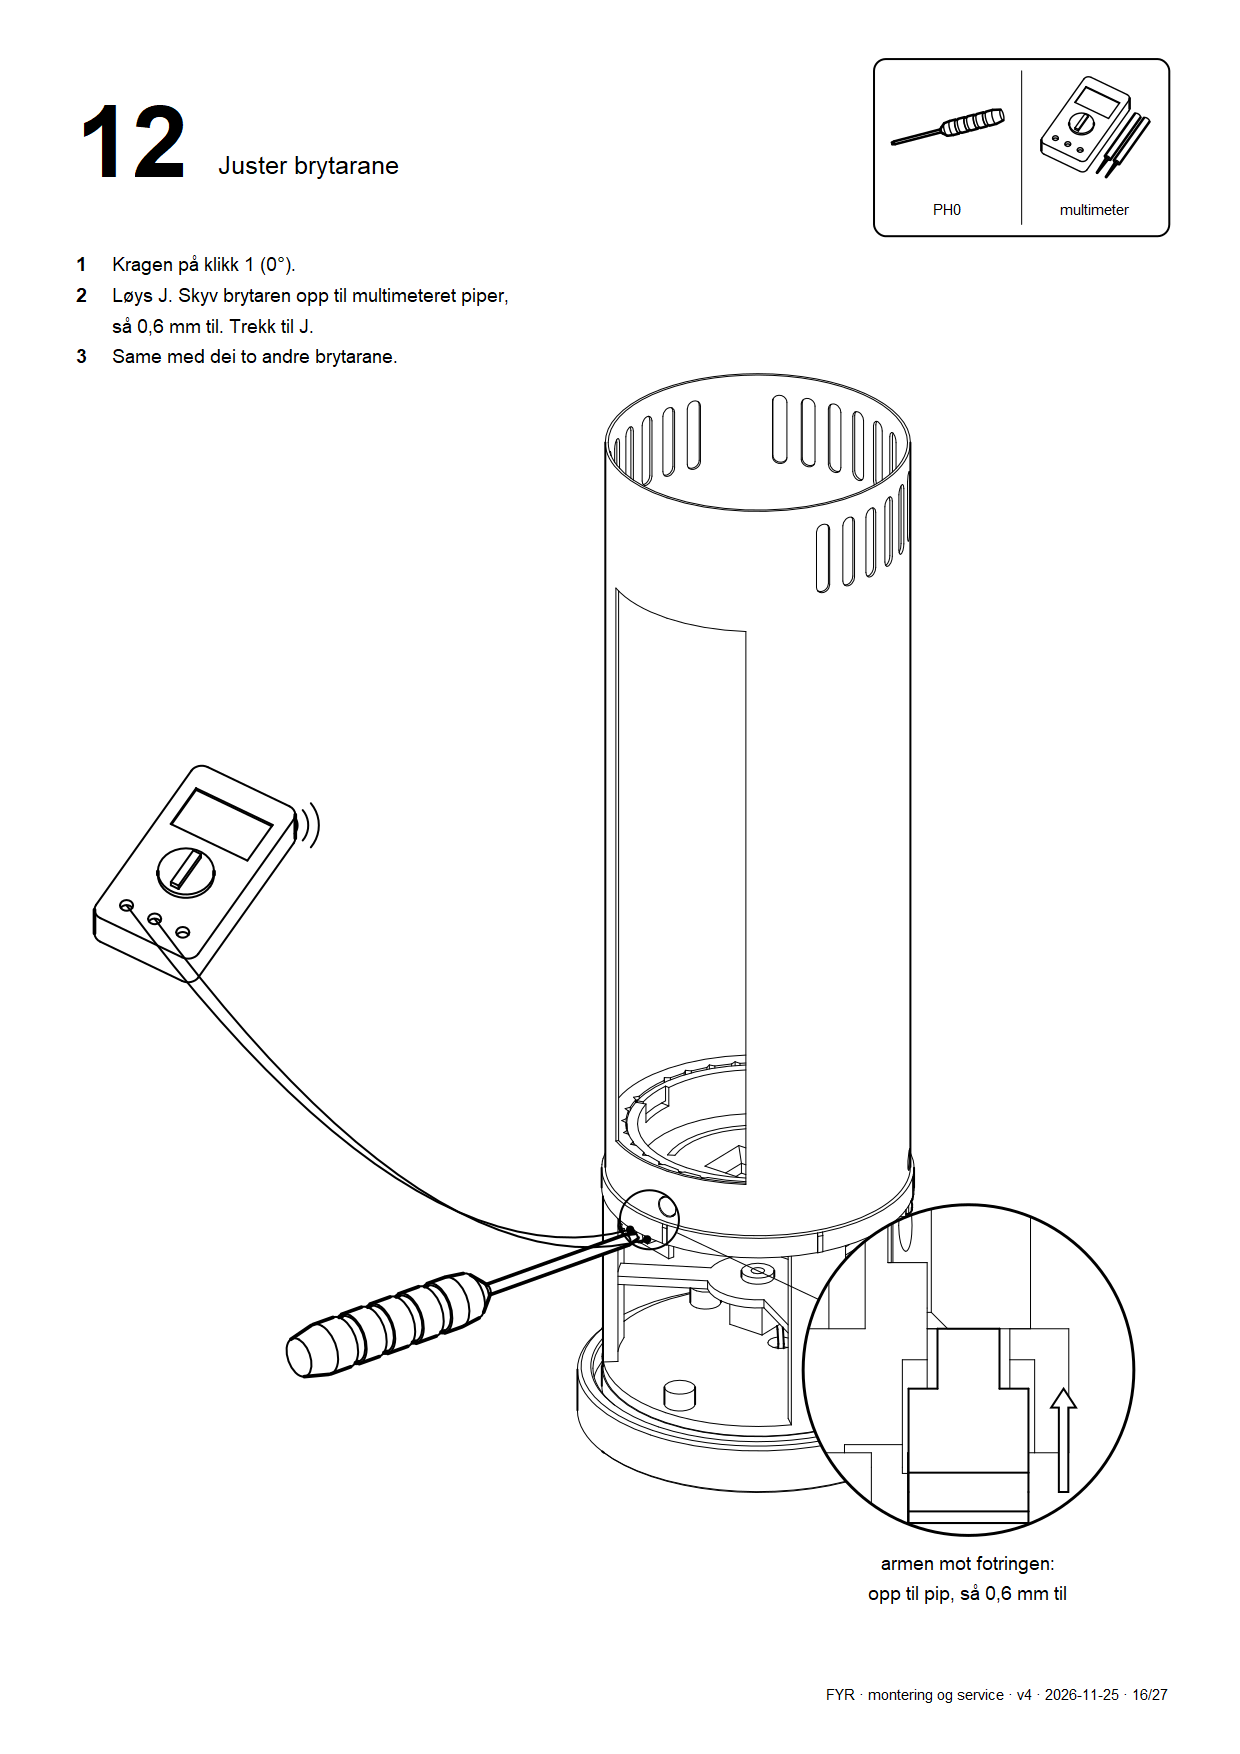 12 Juster brytarane
PH0
multimeter
1 Kragen på klikk 1 (0°).
2 Løys J. Skyv brytaren opp til multimeteret piper,
så 0,6 mm til. Trekk til J.
3 Same med dei to andre brytarane.
armen mot fotringen:
opp til pip, så 0,6 mm til
FYR · montering og service · v4 · 2026-11-25 · 16/27